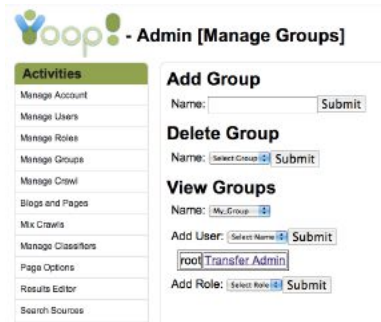 Yoop! - Admin [Manage Groups]
Activities
Manage Account
Manage Users
Manage Roles
Manage Groups
Manage Crawl
Blogs and Pages
Mix Crawls
Manage Classifiers
Page Options
Results Editor
Search Sources
Add Group
Name: Submit
Delete Group
Name: Select Group Submit
View Groups
Name: My_Group
Add User: Select Name Submit
root Transfer Admin
Add Role: Select Role Submit